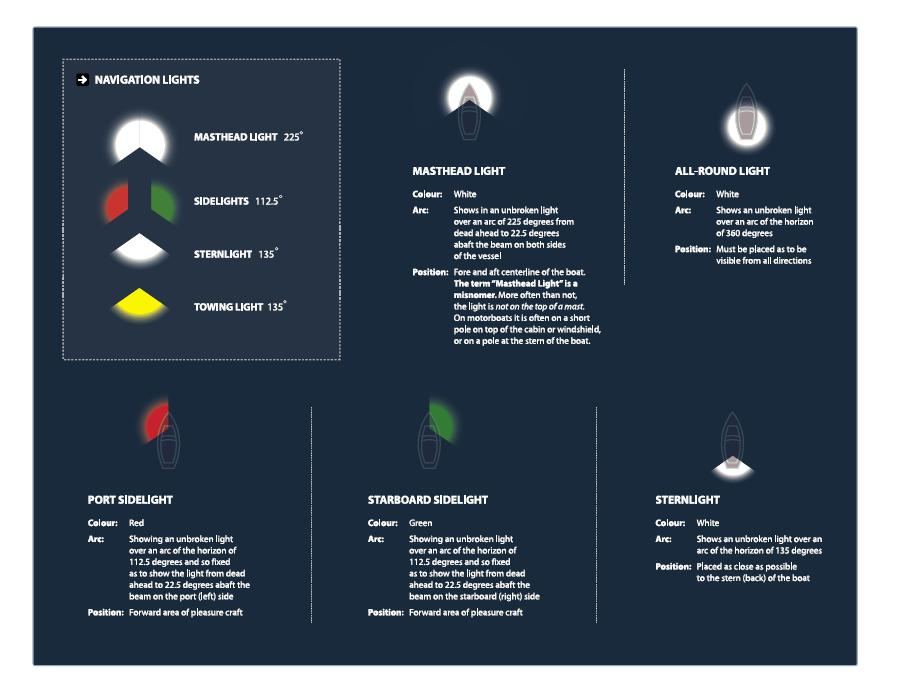 NAVIGATION LIGHTS
MASTHEAD LIGHT 225°
SIDELIGHTS 112.5°
STERNLIGHT 135°
TOWING LIGHT 135°
MASTHEAD LIGHT
Colour: White
Arc: Shows in an unbroken light
over an arc of 225 degrees from
dead ahead to 22.5 degrees
abaft the beam on both sides
of the vessel
Position: Fore and aft centerline of the boat.
The term "Masthead Light" is a
misnomer. More often than not,
the light is not on the top of a mast.
On motorboats it is often on a short
pole on top of the cabin or windshield,
or on a pole at the stern of the boat.
ALL-ROUND LIGHT
Colour: White
Arc: Shows an unbroken light
over an arc of the horizon
of 360 degrees
Position: Must be placed as to be
visible from all directions
PORT SIDELIGHT
Colour: Red
Arc: Showing an unbroken light
over an arc of the horizon of
112.5 degrees and so fixed
as to show the light from dead
ahead to 22.5 degrees abaft the
beam on the port (left) side
Position: Forward area of pleasure craft
STARBOARD SIDELIGHT
Colour: Green
Arc: Showing an unbroken light
over an arc of the horizon of
112.5 degrees and so fixed
as to show the light from dead
ahead to 22.5 degrees abaft the
beam on the starboard (right) side
Position: Forward area of pleasure craft
STERNLIGHT
Colour: White
Arc: Shows an unbroken light over an
arc of the horizon of 135 degrees
Position: Placed as close as possible
to the stern (back) of the boat